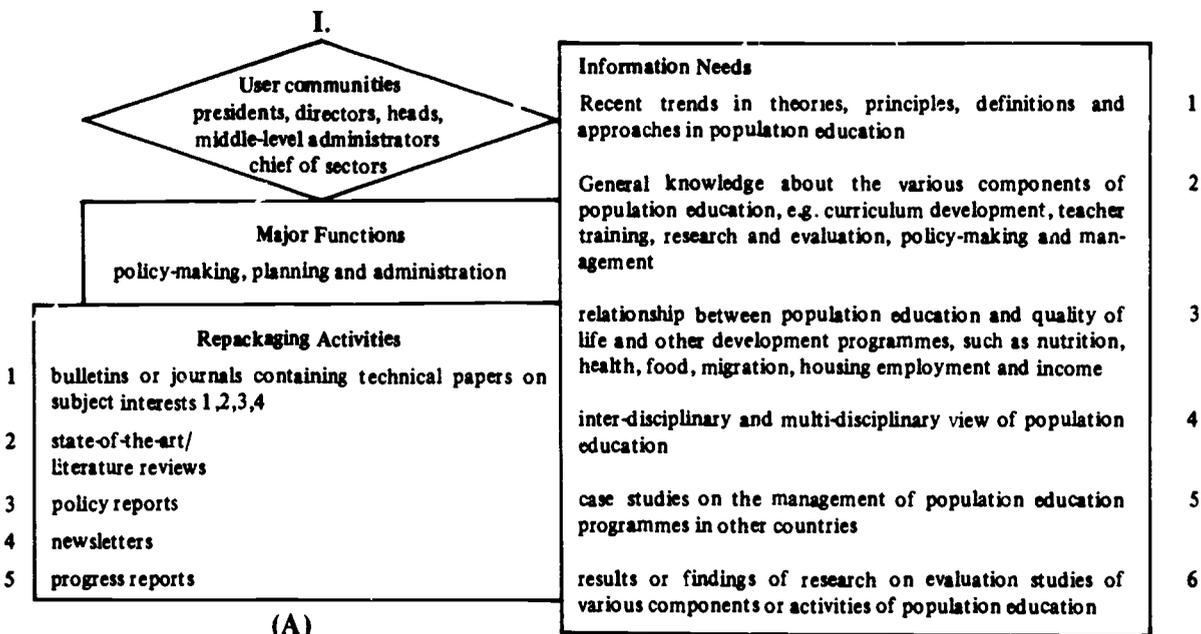 I.
User communities
presidents, directors, heads,
middle-level administrators
chief of sectors
Major Functions
policy-making, planning and administration
Repackaging Activities
1 bulletins or journals containing technical papers on
subject interests 1,2,3,4
2 state-of-the-art/
literature reviews
3 policy reports
4 newsletters
5 progress reports
(A)
Information Needs
Recent trends in theories, principles, definitions and 1
approaches in population education
General knowledge about the various components of 2
population education, e.g. curriculum development, teacher
training, research and evaluation, policy-making and man-
agement
relationship between population education and quality of 3
life and other development programmes, such as nutrition,
health, food, migration, housing employment and income
inter-disciplinary and multi-disciplinary view of population 4
education
case studies on the management of population education 5
programmes in other countries
results or findings of research on evaluation studies of 6
various components or activities of population education